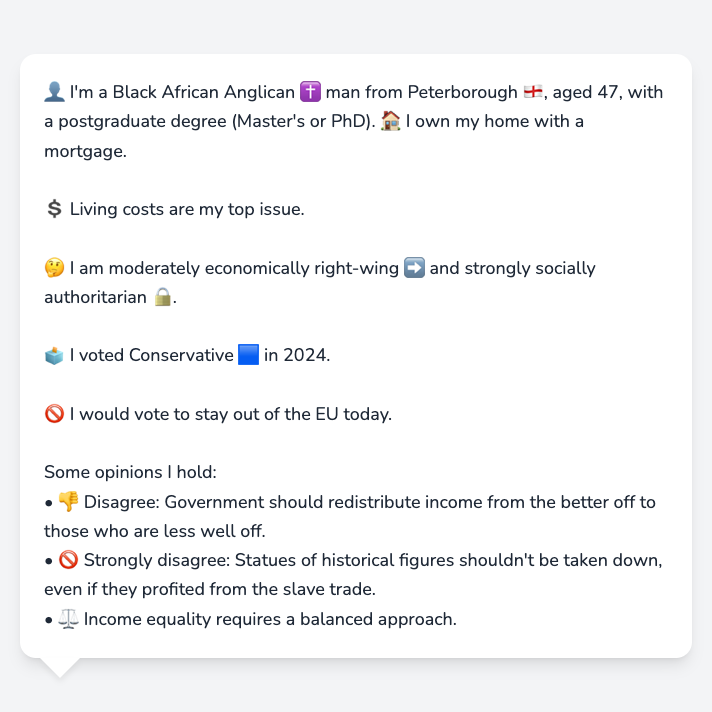 👤 I'm a Black African Anglican ✝️ man from Peterborough 🏴󠁧󠁢󠁥󠁮󠁧󠁿, aged 47, with
a postgraduate degree (Master's or PhD). 🏠 I own my home with a
mortgage.
💲 Living costs are my top issue.
🤔 I am moderately economically right-wing ➡️ and strongly socially
authoritarian 🔒.
🗳️ I voted Conservative 🟦 in 2024.
🚫 I would vote to stay out of the EU today.
Some opinions I hold:
• 👎 Disagree: Government should redistribute income from the better off to
those who are less well off.
• 🚫 Strongly disagree: Statues of historical figures shouldn't be taken down,
even if they profited from the slave trade.
• ⚖️ Income equality requires a balanced approach.